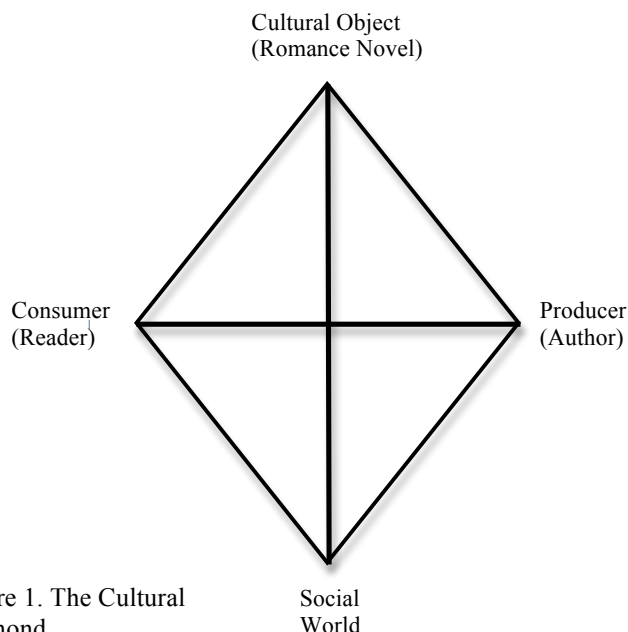 Cultural Object
(Romance Novel)
Consumer
(Reader)
Producer
(Author)
re 1. The Cultural
mond
Social
World